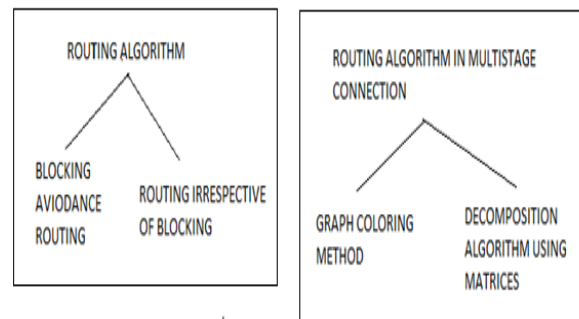 ROUTING ALGORITHM
BLOCKING
AVIODANCE
ROUTING
ROUTING IRRESPECTIVE
OF BLOCKING
ROUTING ALGORITHM IN MULTISTAGE
CONNECTION
GRAPH COLORING
METHOD
DECOMPOSITION
ALGORITHM USING
MATRICES